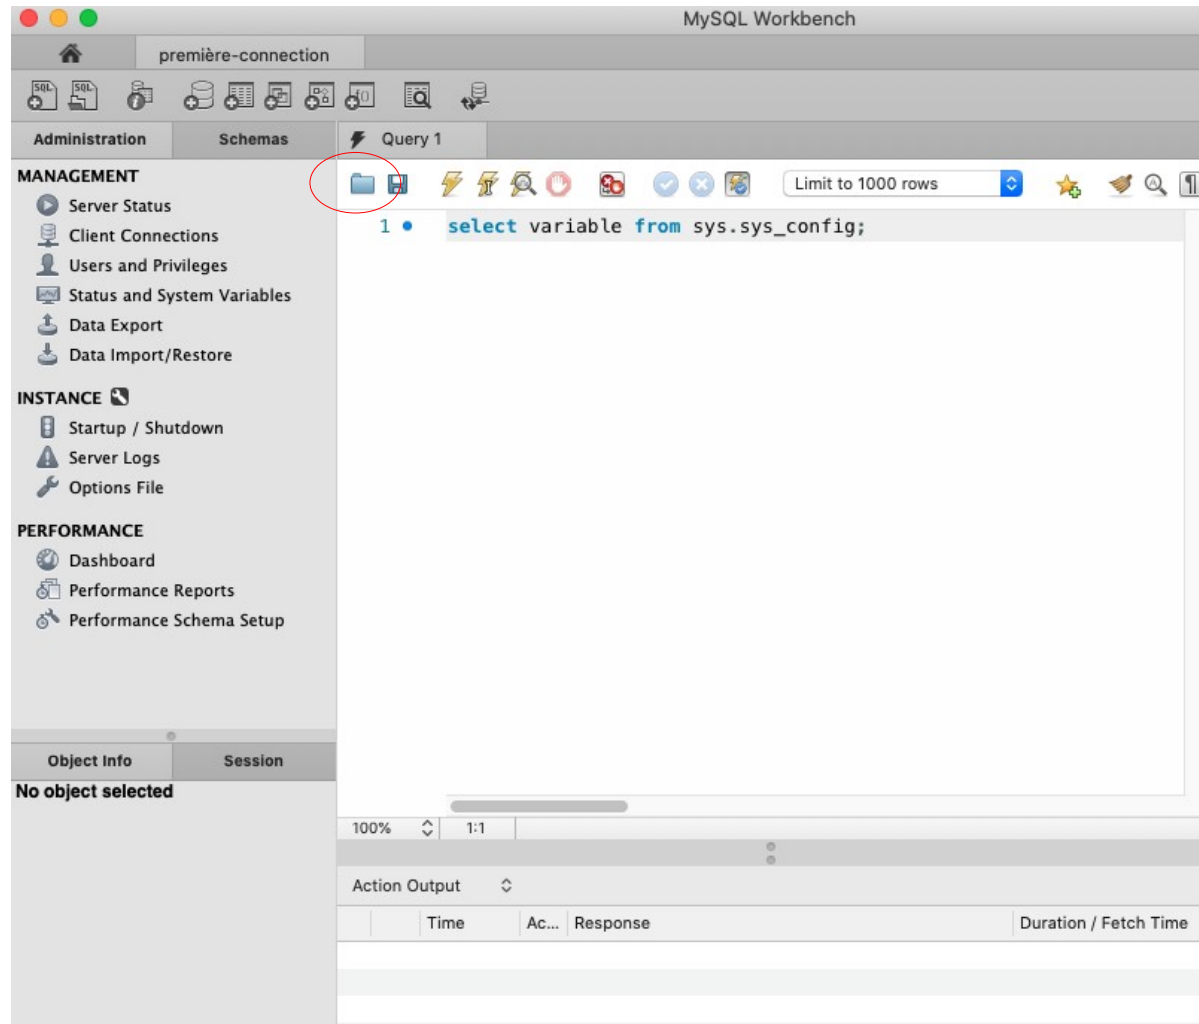 MySQL Workbench
première-connection
SQL SQL f()
Administration Schemas Query 1
MANAGEMENT
Server Status
Client Connections
Users and Privileges
Status and System Variables
Data Export
Data Import/Restore
INSTANCE
Startup / Shutdown
Server Logs
Options File
PERFORMANCE
Dashboard
Performance Reports
Performance Schema Setup
Object Info Session
No object selected
Limit to 1000 rows
1 select variable from sys.sys_config;
100% 1:1
Action Output
Time Ac... Response Duration / Fetch Time